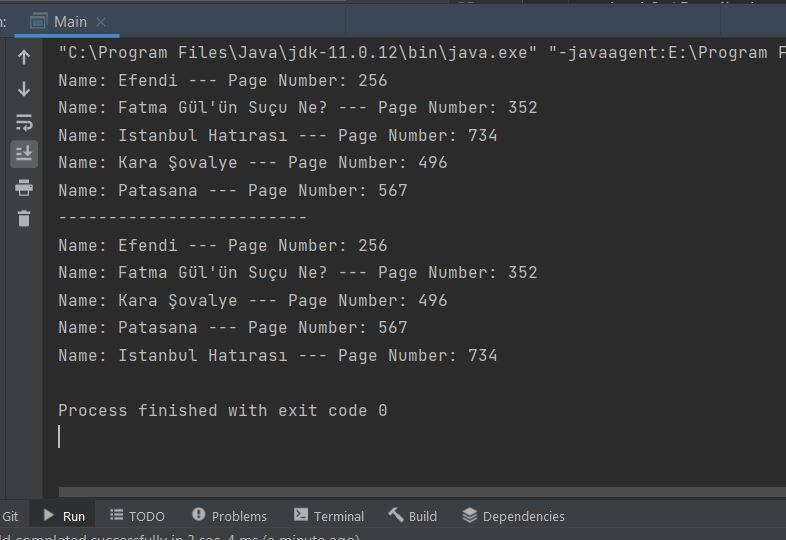 n:
Main
"C:\Program Files\Java\jdk-11.0.12\bin\java.exe" "-javaagent:E:\Program F
Name: Efendi --- Page Number: 256
Name: Fatma Gül'ün Suçu Ne? --- Page Number: 352
Name: Istanbul Hatırası --- Page Number: 734
Name: Kara Şovalye --- Page Number: 496
Name: Patasana --- Page Number: 567
-------------------------
Name: Efendi --- Page Number: 256
Name: Fatma Gül'ün Suçu Ne? --- Page Number: 352
Name: Kara Şovalye --- Page Number: 496
Name: Patasana --- Page Number: 567
Name: Istanbul Hatırası --- Page Number: 734
Process finished with exit code 0
Git Run TODO Problems Terminal Build Dependencies
completed successfully in 3 sec, 4 ms (a minute ago)